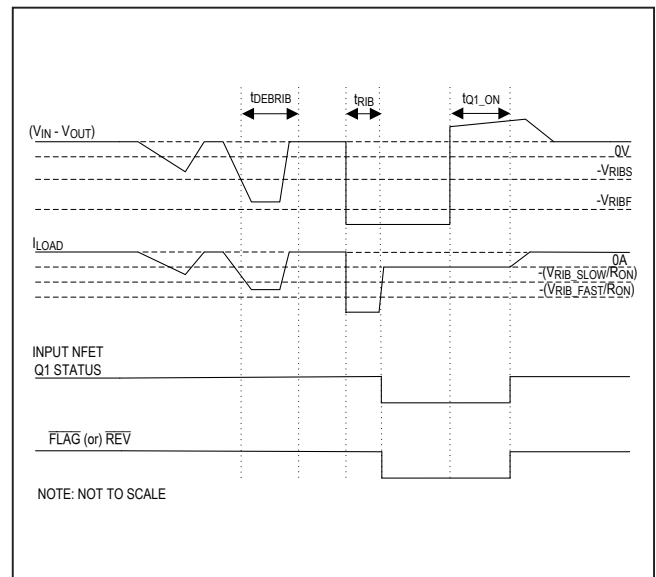 tDEBRIB tRIB tQ1_ON
(VIN - VOUT)
0V
-VRIBS
-VRIBF
ILOAD
0A
-(VRIB_SLOW/RON)
-(VRIB_FAST/RON)
INPUT NFET
Q1 STATUS
FLAG (or) REV
NOTE: NOT TO SCALE